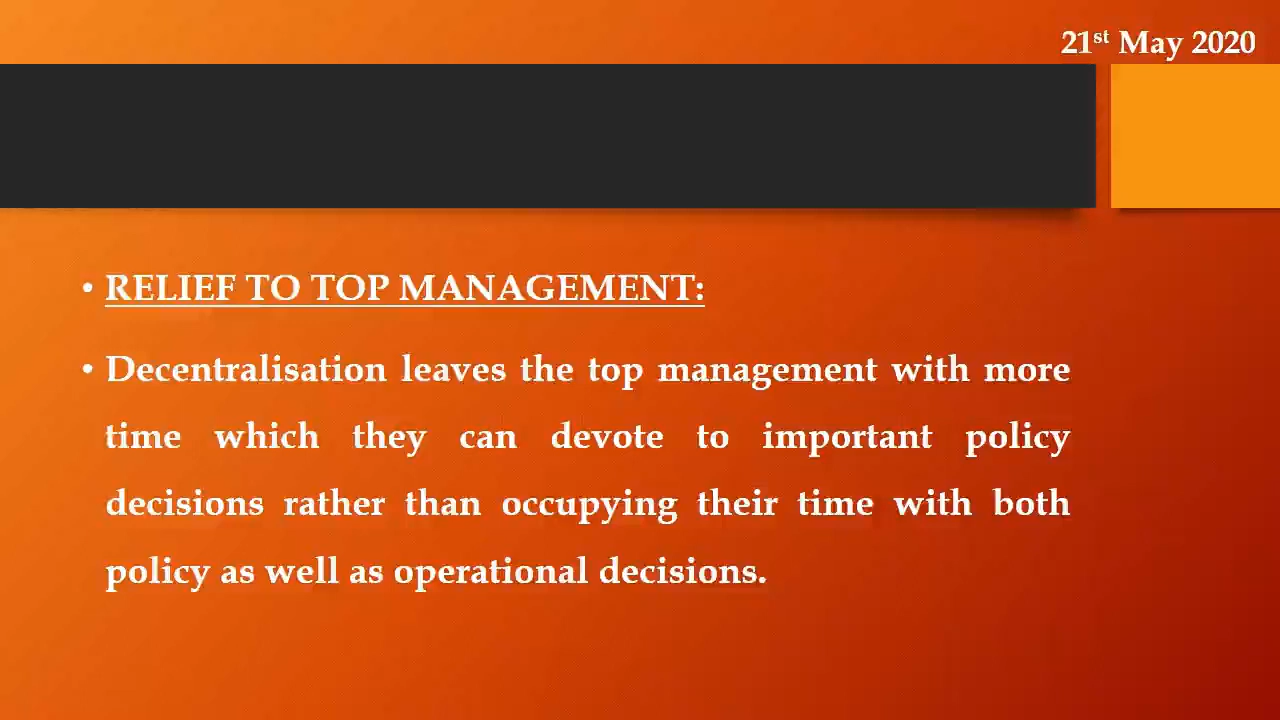 21st May 2020
• RELIEF TO TOP MANAGEMENT:
• Decentralisation leaves the top management with more
time which they can devote to important policy
decisions rather than occupying their time with both
policy as well as operational decisions.